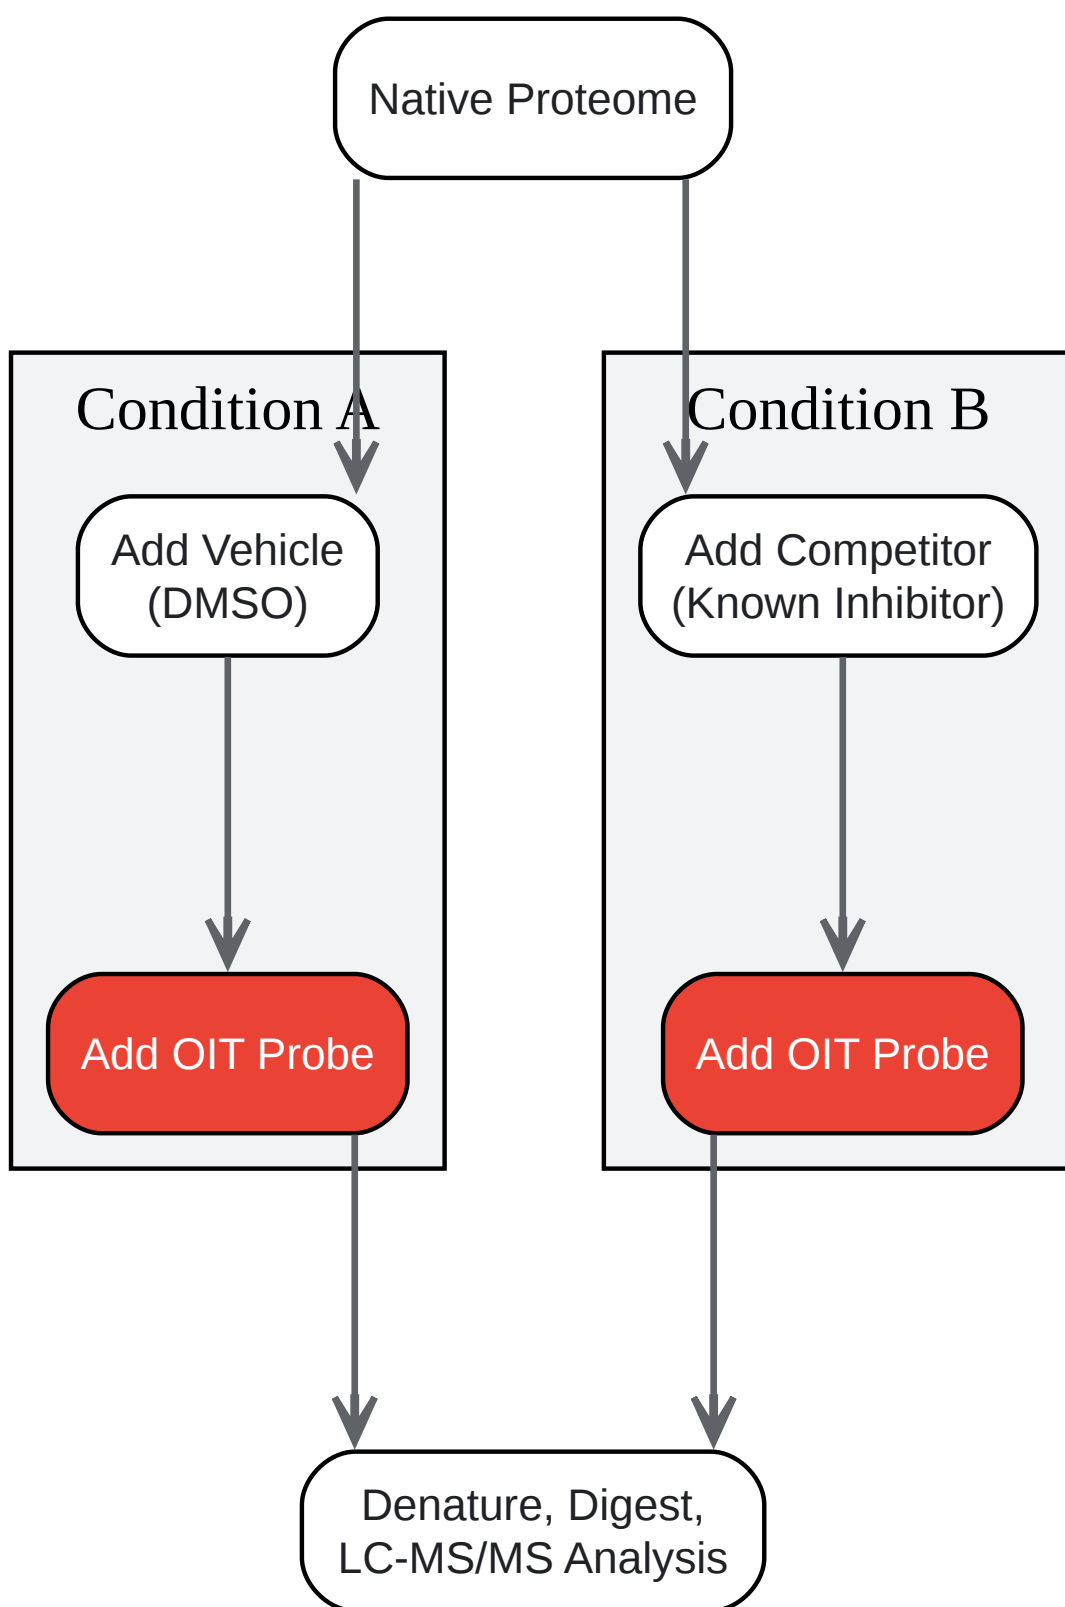 Native Proteome
Condition A
Condition B
Add Vehicle
(DMSO)
Add Competitor
(Known Inhibitor)
Add OIT Probe
Add OIT Probe
Denature, Digest,
LC-MS/MS Analysis